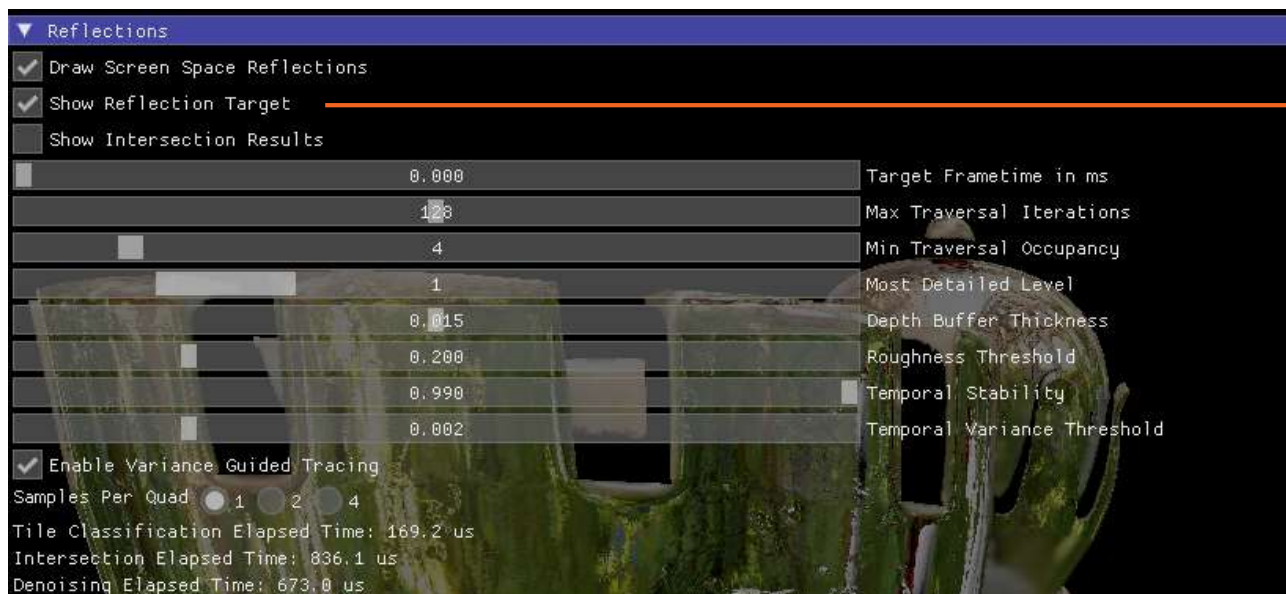 Reflections
Draw Screen Space Reflections
Show Reflection Target
Show Intersection Results
0.000 Target Frametime in ms
128 Max Traversal Iterations
4 Min Traversal Occupancy
1 Most Detailed Level
0.015 Depth Buffer Thickness
0.200 Roughness Threshold
0.990 Temporal Stability
0.002 Temporal Variance Threshold
Enable Variance Guided Tracing
Samples Per Quad 1 2 4
Tile Classification Elapsed Time: 169.2 us
Intersection Elapsed Time: 836.1 us
Denoising Elapsed Time: 673.0 us